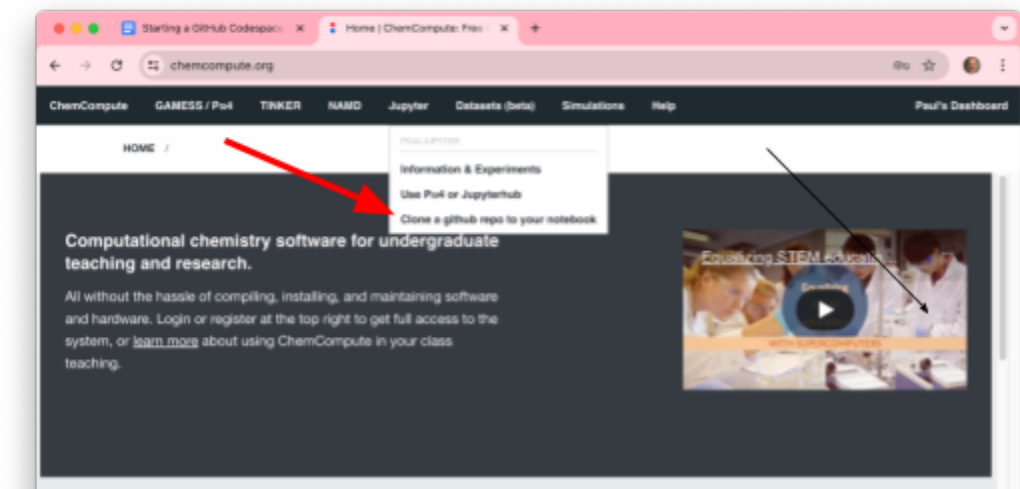 Starting a GitHub Codespace
Home | ChemCompute: Free
chemcompute.org
ChemCompute GAMESS / Psi4 TINKER NAMD Jupyter Datasets (beta) Simulations Help Paul's Dashboard
HOME /
Information & Experiments
Use Psi4 or Jupyterhub
Clone a github repo to your notebook
Computational chemistry software for undergraduate
teaching and research.
All without the hassle of compiling, installing, and maintaining software
and hardware. Login or register at the top right to get full access to the
system, or learn more about using ChemCompute in your class
teaching.
Equalizing STEM education
Equalizing
WITH SUPERCOMPUTERS